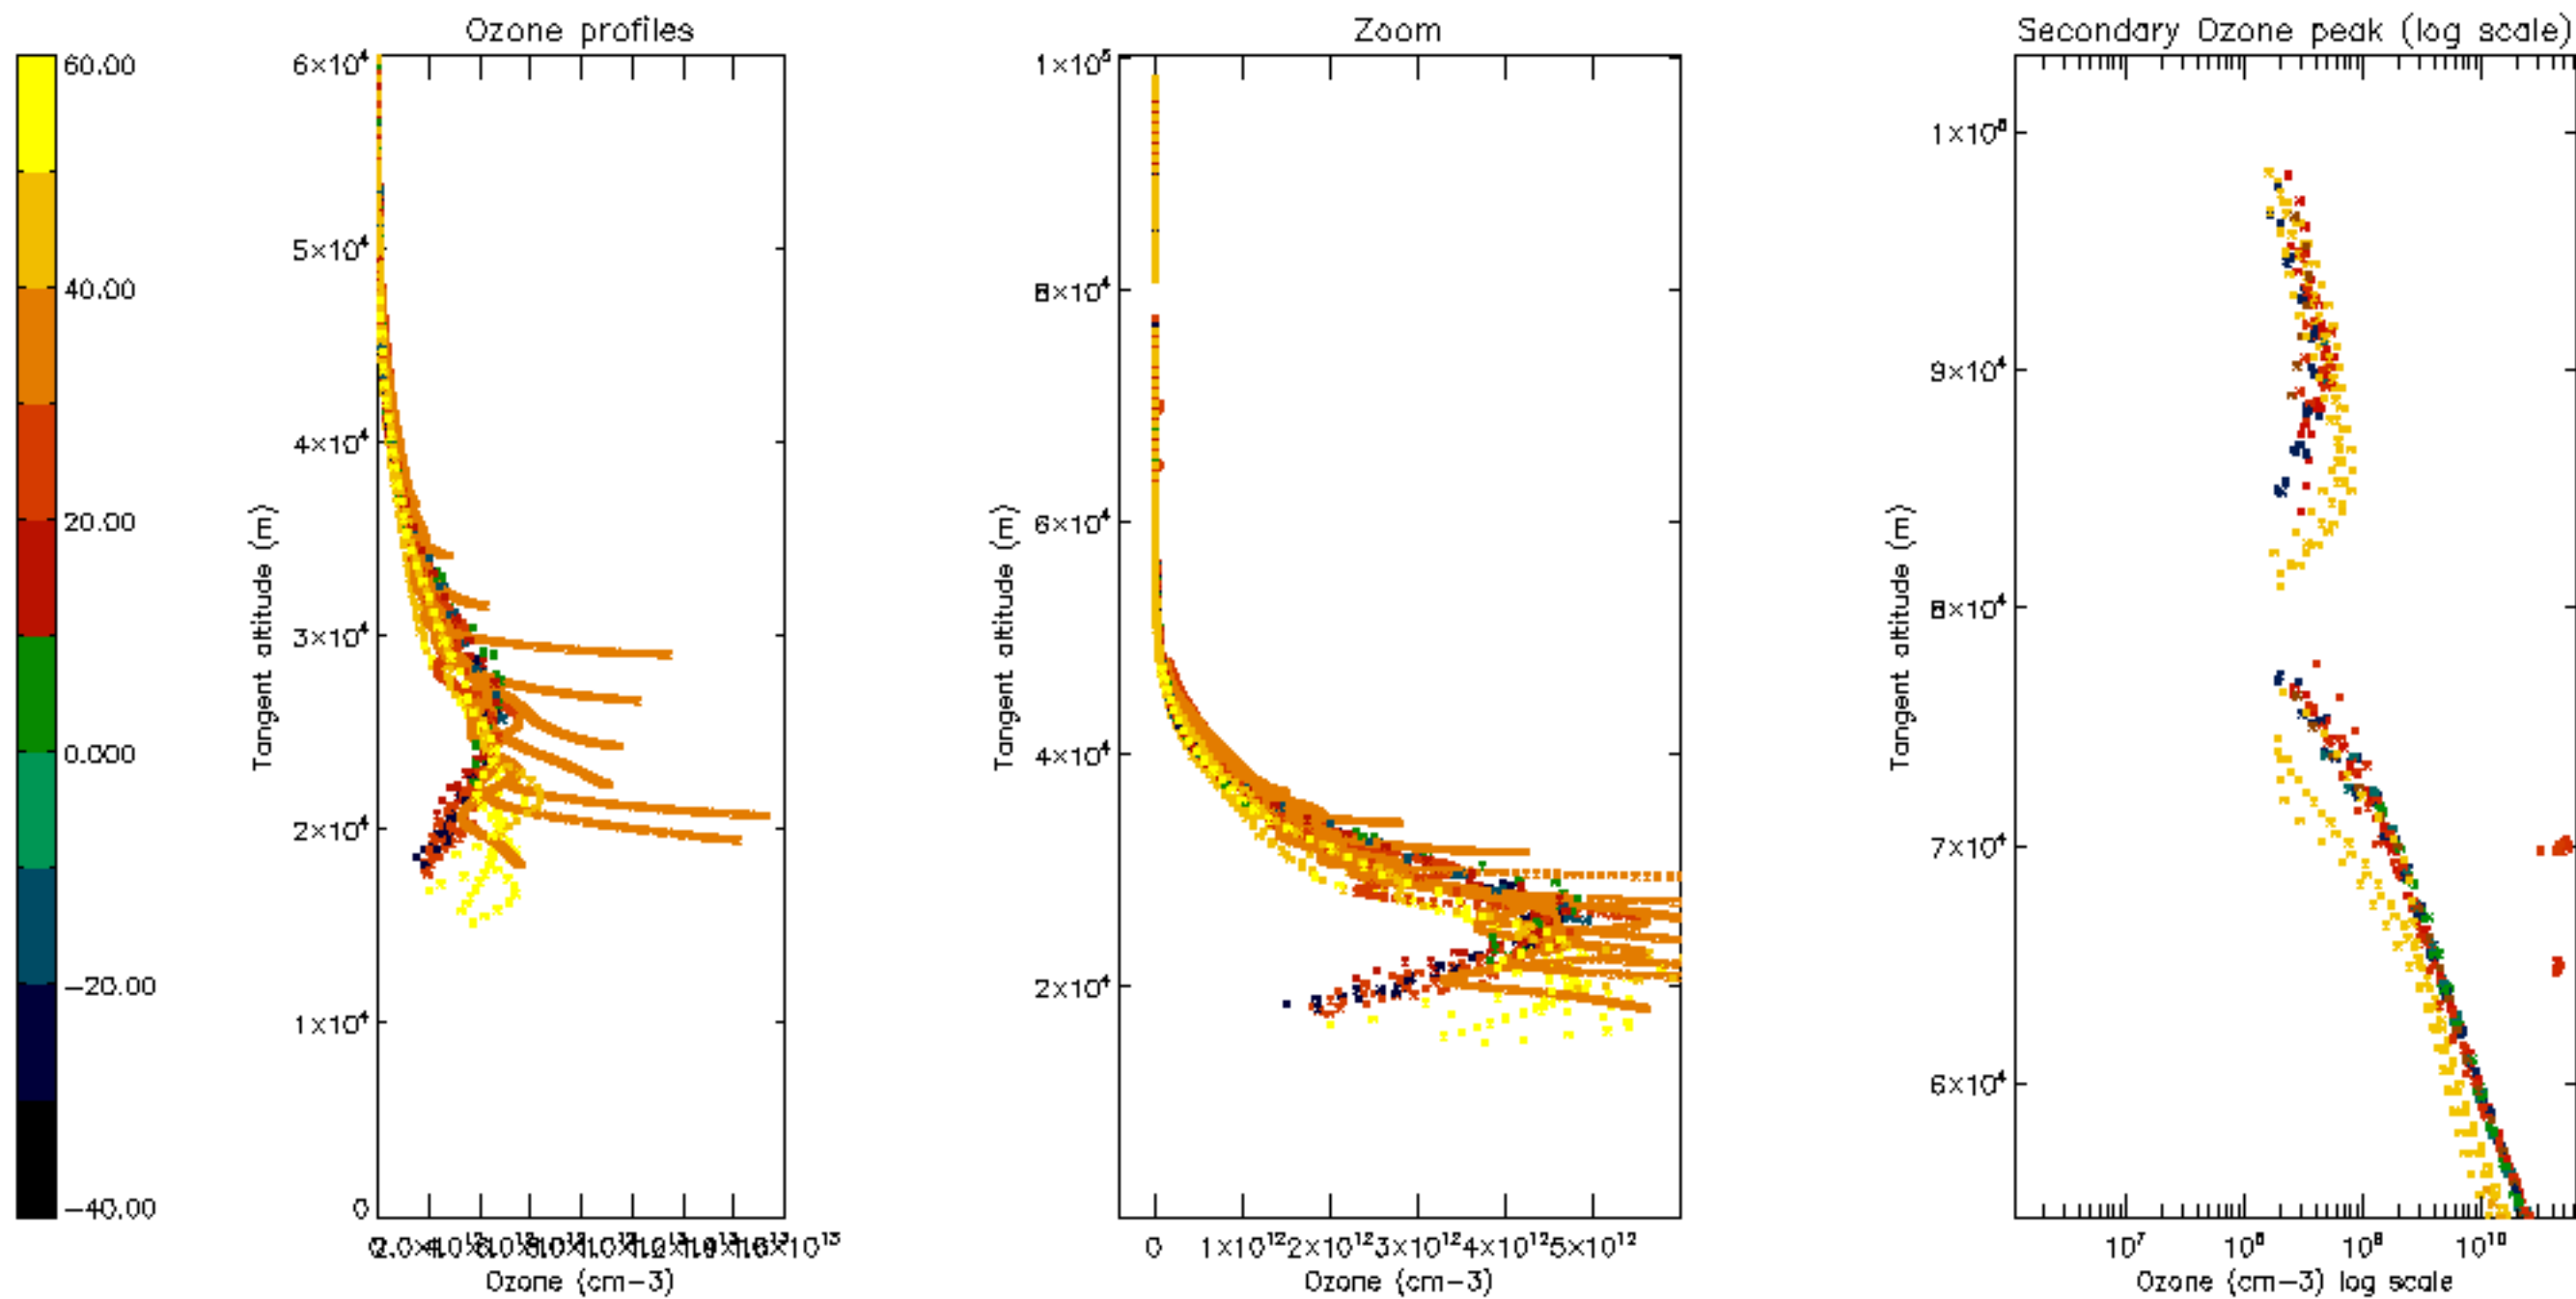 Ozone profiles
Zoom
Secondary Ozone peak (log scale)
60.00
40.00
20.00
0.000
-20.00
-40.00
6×10⁴
5×10⁴
4×10⁴
3×10⁴
2×10⁴
1×10⁴
0
Tangent altitude (m)
Ozone (cm-3)
1×10⁵
8×10⁴
6×10⁴
4×10⁴
2×10⁴
Tangent altitude (m)
0 1×10¹² 2×10¹² 3×10¹² 4×10¹² 5×10¹²
Ozone (cm-3)
9×10⁴
8×10⁴
7×10⁴
6×10⁴
Tangent altitude (m)
10⁷ 10⁸ 10⁹ 10¹⁰
Ozone (cm-3) log scale